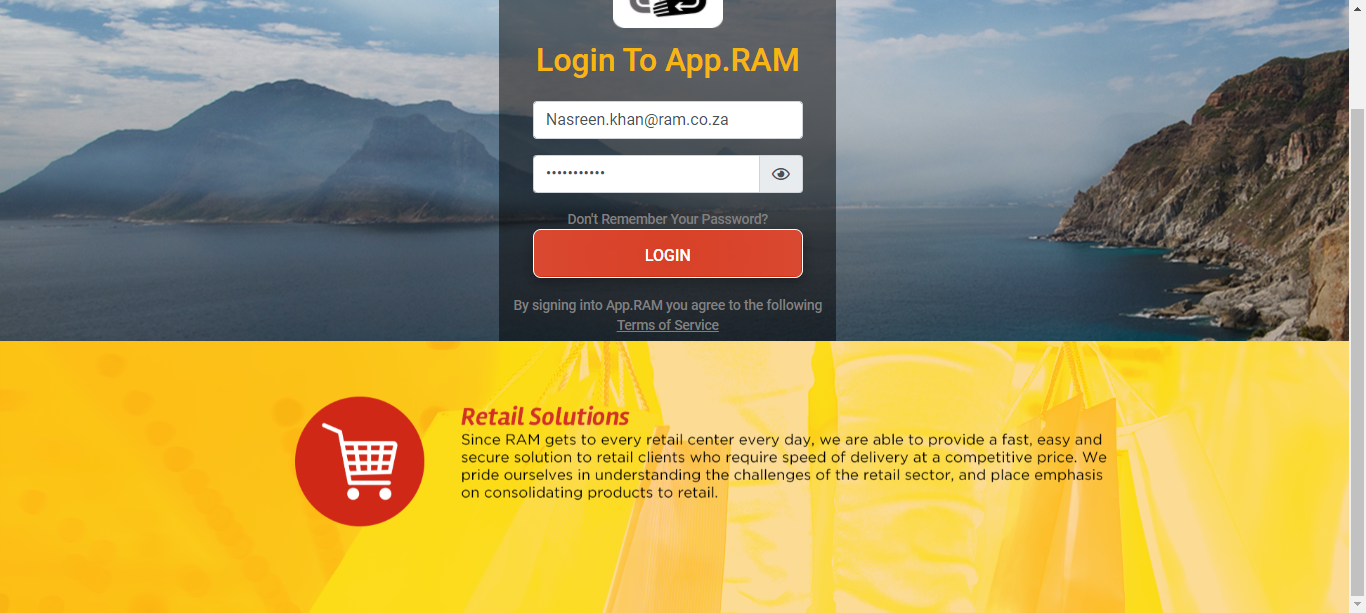 Login To App.RAM
Nasreen.khan@ram.co.za
•••••••••••
Don't Remember Your Password?
LOGIN
By signing into App.RAM you agree to the following
Terms of Service
Retail Solutions
Since RAM gets to every retail center every day, we are able to provide a fast, easy and
secure solution to retail clients who require speed of delivery at a competitive price. We
pride ourselves in understanding the challenges of the retail sector, and place emphasis
on consolidating products to retail.